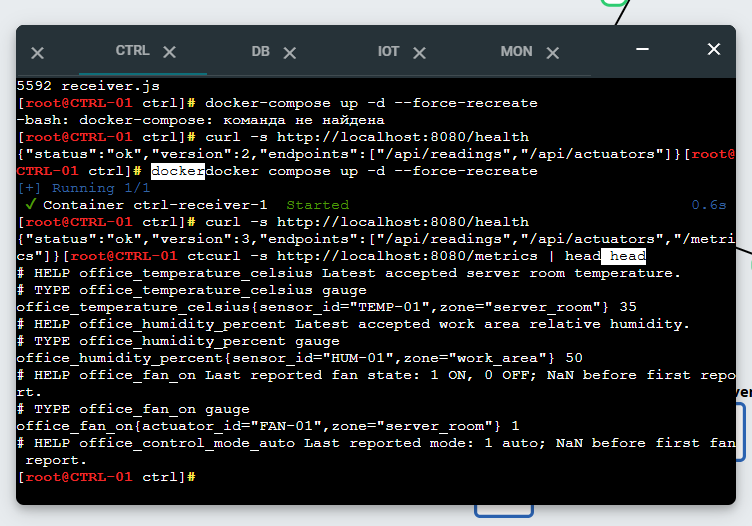 CTRL
DB
IOT
MON
5592 receiver.js
[root@CTRL-01 ctrl]# docker-compose up -d --force-recreate
-bash: docker-compose: команда не найдена
[root@CTRL-01 ctrl]# curl -s http://localhost:8080/health
{"status":"ok","version":2,"endpoints":["/api/readings","/api/actuators"]}[root@
CTRL-01 ctrl]# dockerdocker compose up -d --force-recreate
[+] Running 1/1
✓ Container ctrl-receiver-1 Started 0.6s
[root@CTRL-01 ctrl]# curl -s http://localhost:8080/health
{"status":"ok","version":3,"endpoints":["/api/readings","/api/actuators","/metri
cs"]}[root@CTRL-01 ctcurl -s http://localhost:8080/metrics | head head
# HELP office_temperature_celsius Latest accepted server room temperature.
# TYPE office_temperature_celsius gauge
office_temperature_celsius{sensor_id="TEMP-01",zone="server_room"} 35
# HELP office_humidity_percent Latest accepted work area relative humidity.
# TYPE office_humidity_percent gauge
office_humidity_percent{sensor_id="HUM-01",zone="work_area"} 50
# HELP office_fan_on Last reported fan state: 1 ON, 0 OFF; NaN before first repo
rt.
# TYPE office_fan_on gauge
office_fan_on{actuator_id="FAN-01",zone="server_room"} 1
# HELP office_control_mode_auto Last reported mode: 1 auto; NaN before first fan
report.
[root@CTRL-01 ctrl]#